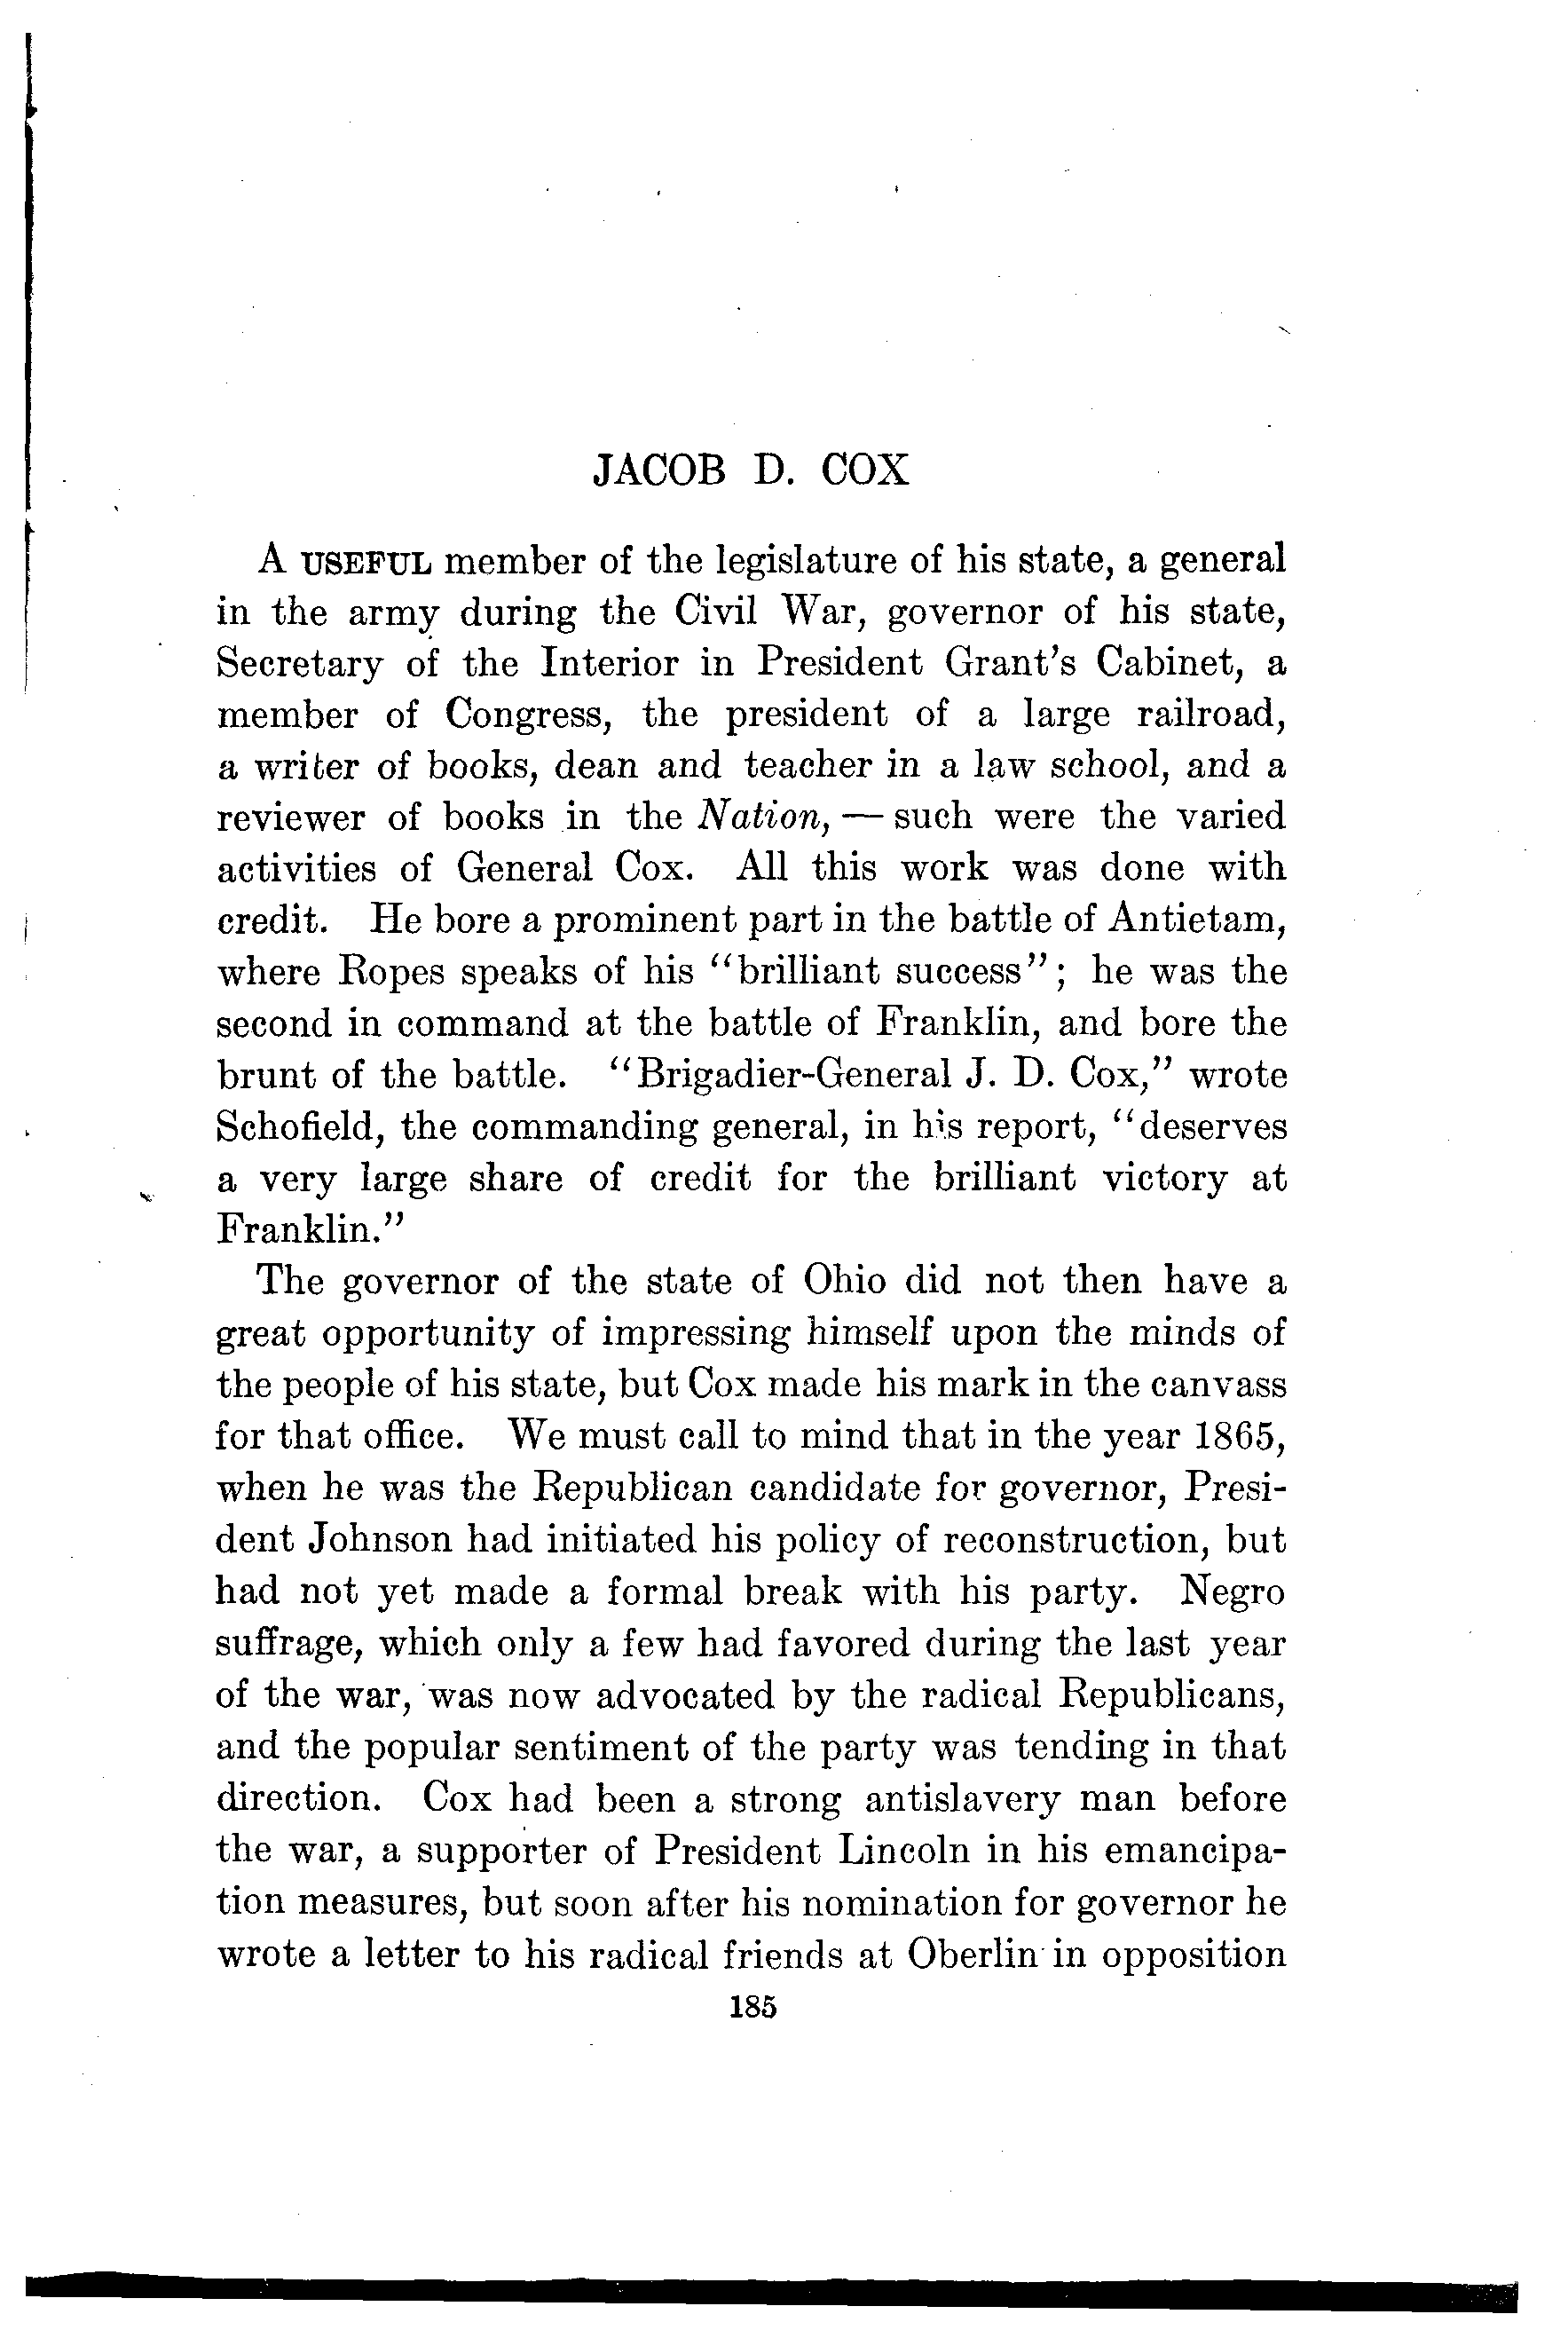 JACOB D. COX
A USEFUL member of the legislature of his state, a general
in the army during the Civil War, governor of his state,
Secretary of the Interior in President Grant's Cabinet, a
member of Congress, the president of a large railroad,
a writer of books, dean and teacher in a law school, and a
reviewer of books in the Nation, — such were the varied
activities of General Cox. All this work was done with
credit. He bore a prominent part in the battle of Antietam,
where Ropes speaks of his "brilliant success"; he was the
second in command at the battle of Franklin, and bore the
brunt of the battle. "Brigadier-General J. D. Cox," wrote
Schofield, the commanding general, in his report, "deserves
a very large share of credit for the brilliant victory at
Franklin."
The governor of the state of Ohio did not then have a
great opportunity of impressing himself upon the minds of
the people of his state, but Cox made his mark in the canvass
for that office. We must call to mind that in the year 1865,
when he was the Republican candidate for governor, Presi-
dent Johnson had initiated his policy of reconstruction, but
had not yet made a formal break with his party. Negro
suffrage, which only a few had favored during the last year
of the war, was now advocated by the radical Republicans,
and the popular sentiment of the party was tending in that
direction. Cox had been a strong antislavery man before
the war, a supporter of President Lincoln in his emancipa-
tion measures, but soon after his nomination for governor he
wrote a letter to his radical friends at Oberlin in opposition
185